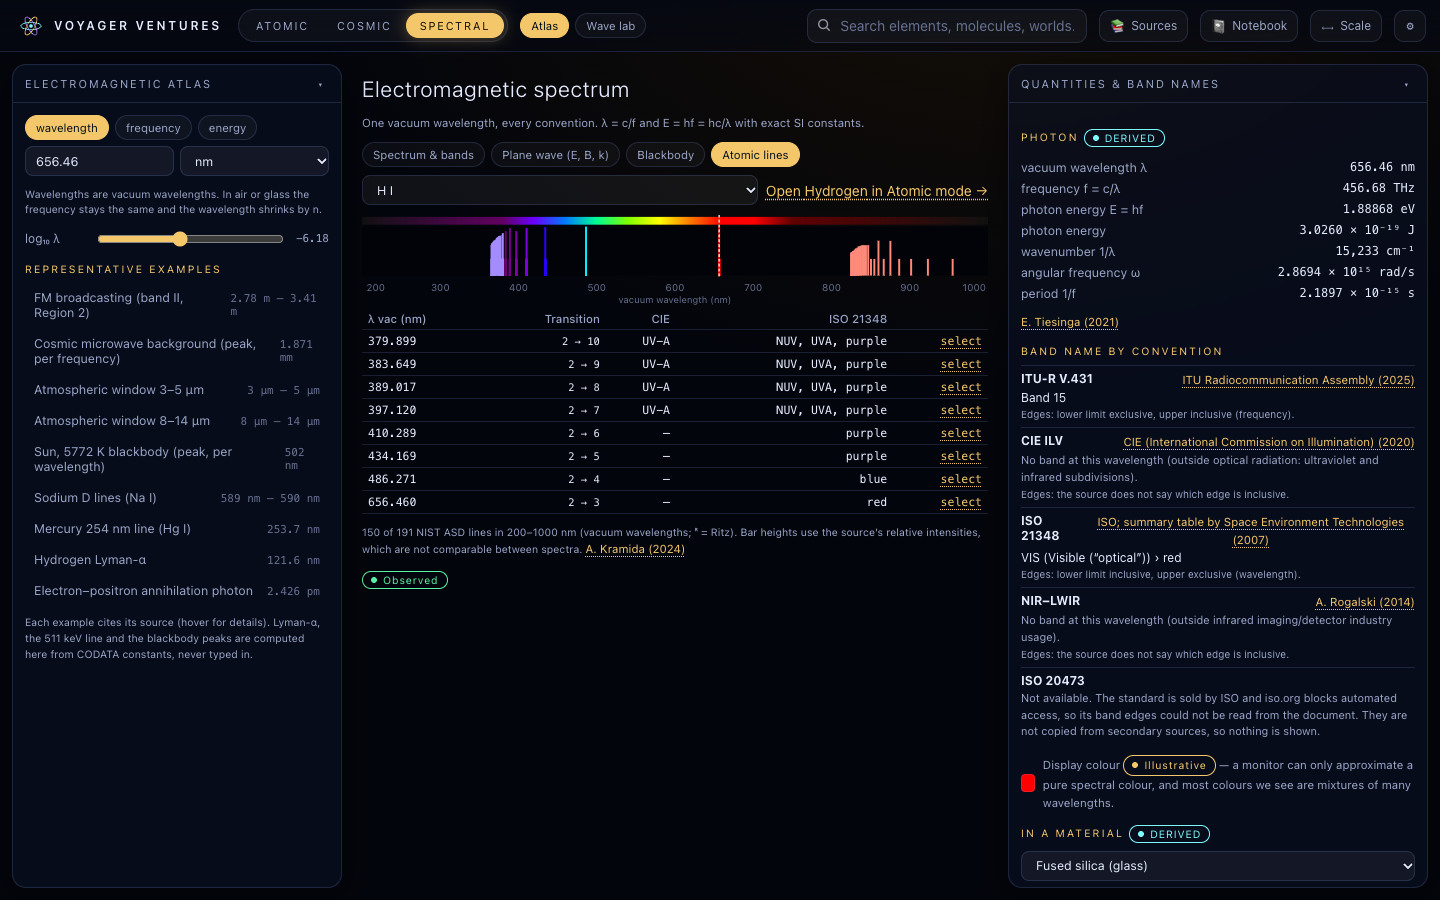 VOYAGER VENTURES
ATOMIC COSMIC SPECTRAL
Atlas Wave lab
Search elements, molecules, worlds.
Sources
Notebook
Scale
ELECTROMAGNETIC ATLAS
wavelength frequency energy
656.46 nm
Wavelengths are vacuum wavelengths. In air or glass the
frequency stays the same and the wavelength shrinks by n.
log₁₀ λ −6.18
REPRESENTATIVE EXAMPLES
FM broadcasting (band II, Region 2) 2.78 m – 3.41 m
Cosmic microwave background (peak, per frequency) 1.871 mm
Atmospheric window 3–5 µm 3 µm – 5 µm
Atmospheric window 8–14 µm 8 µm – 14 µm
Sun, 5772 K blackbody (peak, per wavelength) 502 nm
Sodium D lines (Na I) 589 nm – 590 nm
Mercury 254 nm line (Hg I) 253.7 nm
Hydrogen Lyman-α 121.6 nm
Electron–positron annihilation photon 2.426 pm
Each example cites its source (hover for details). Lyman-α,
the 511 keV line and the blackbody peaks are computed
here from CODATA constants, never typed in.
Electromagnetic spectrum
One vacuum wavelength, every convention. λ = c/f and E = hf = hc/λ with exact SI constants.
Spectrum & bands Plane wave (E, B, k) Blackbody Atomic lines
H I Open Hydrogen in Atomic mode →
200 300 400 500 600 700 800 900 1000
vacuum wavelength (nm)
λ vac (nm) Transition CIE ISO 21348
379.899 2 → 10 UV-A NUV, UVA, purple select
383.649 2 → 9 UV-A NUV, UVA, purple select
389.017 2 → 8 UV-A NUV, UVA, purple select
397.120 2 → 7 UV-A NUV, UVA, purple select
410.289 2 → 6 — purple select
434.169 2 → 5 — purple select
486.271 2 → 4 — blue select
656.460 2 → 3 — red select
150 of 191 NIST ASD lines in 200–1000 nm (vacuum wavelengths; ᴿ = Ritz). Bar heights use the source's relative intensities,
which are not comparable between spectra. A. Kramida (2024)
Observed
QUANTITIES & BAND NAMES
PHOTON DERIVED
vacuum wavelength λ 656.46 nm
frequency f = c/λ 456.68 THz
photon energy E = hf 1.88868 eV
photon energy 3.0260 × 10⁻¹⁹ J
wavenumber 1/λ 15,233 cm⁻¹
angular frequency ω 2.8694 × 10¹⁵ rad/s
period 1/f 2.1897 × 10⁻¹⁵ s
E. Tiesinga (2021)
BAND NAME BY CONVENTION
ITU-R V.431 ITU Radiocommunication Assembly (2025)
Band 15
Edges: lower limit exclusive, upper inclusive (frequency).
CIE ILV CIE (International Commission on Illumination) (2020)
No band at this wavelength (outside optical radiation: ultraviolet and
infrared subdivisions).
Edges: the source does not say which edge is inclusive.
ISO 21348 ISO; summary table by Space Environment Technologies (2007)
VIS (Visible (“optical”)) › red
Edges: lower limit inclusive, upper exclusive (wavelength).
NIR–LWIR A. Rogalski (2014)
No band at this wavelength (outside infrared imaging/detector industry
usage).
Edges: the source does not say which edge is inclusive.
ISO 20473
Not available. The standard is sold by ISO and iso.org blocks automated
access, so its band edges could not be read from the document. They are
not copied from secondary sources, so nothing is shown.
Display colour Illustrative — a monitor can only approximate a
pure spectral colour, and most colours we see are mixtures of many
wavelengths.
IN A MATERIAL DERIVED
Fused silica (glass)